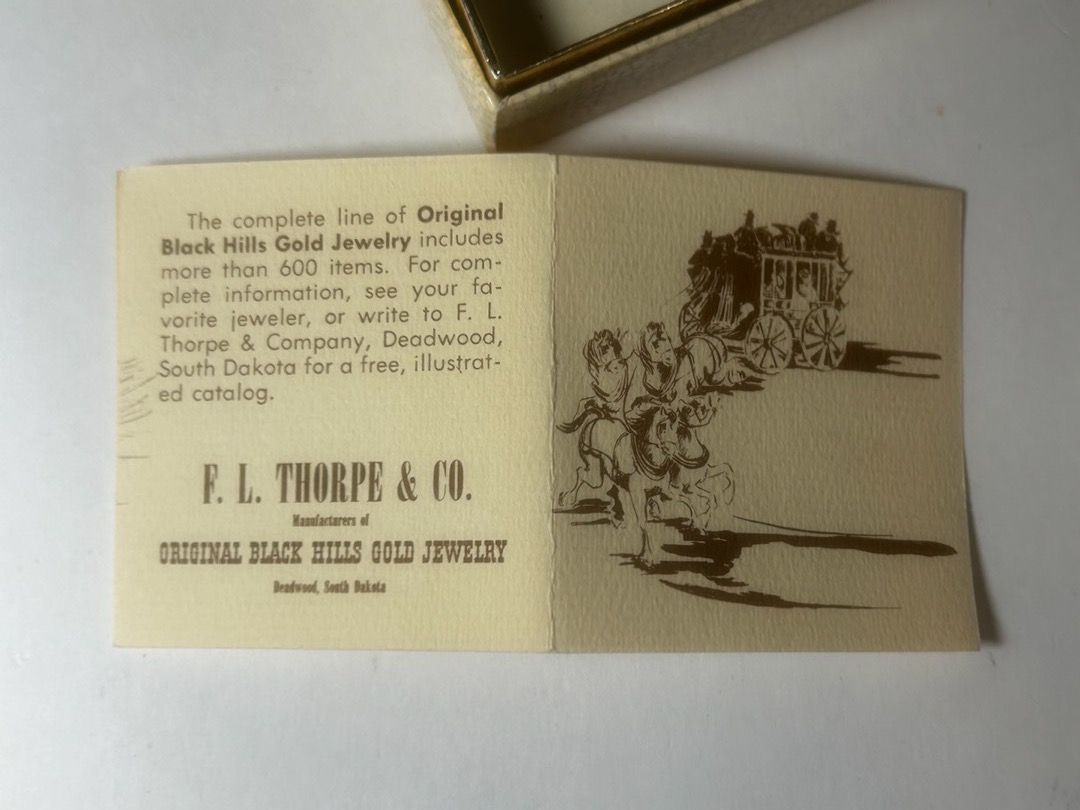 The complete line of Original
Black Hills Gold Jewelry includes
more than 600 items. For com-
plete information, see your fa-
vorite jeweler, or write to F. L.
Thorpe & Company, Deadwood,
South Dakota for a free, illustrat-
ed catalog.
F. L. THORPE & CO.
Manufacturers of
ORIGINAL BLACK HILLS GOLD JEWELRY
Deadwood, South Dakota